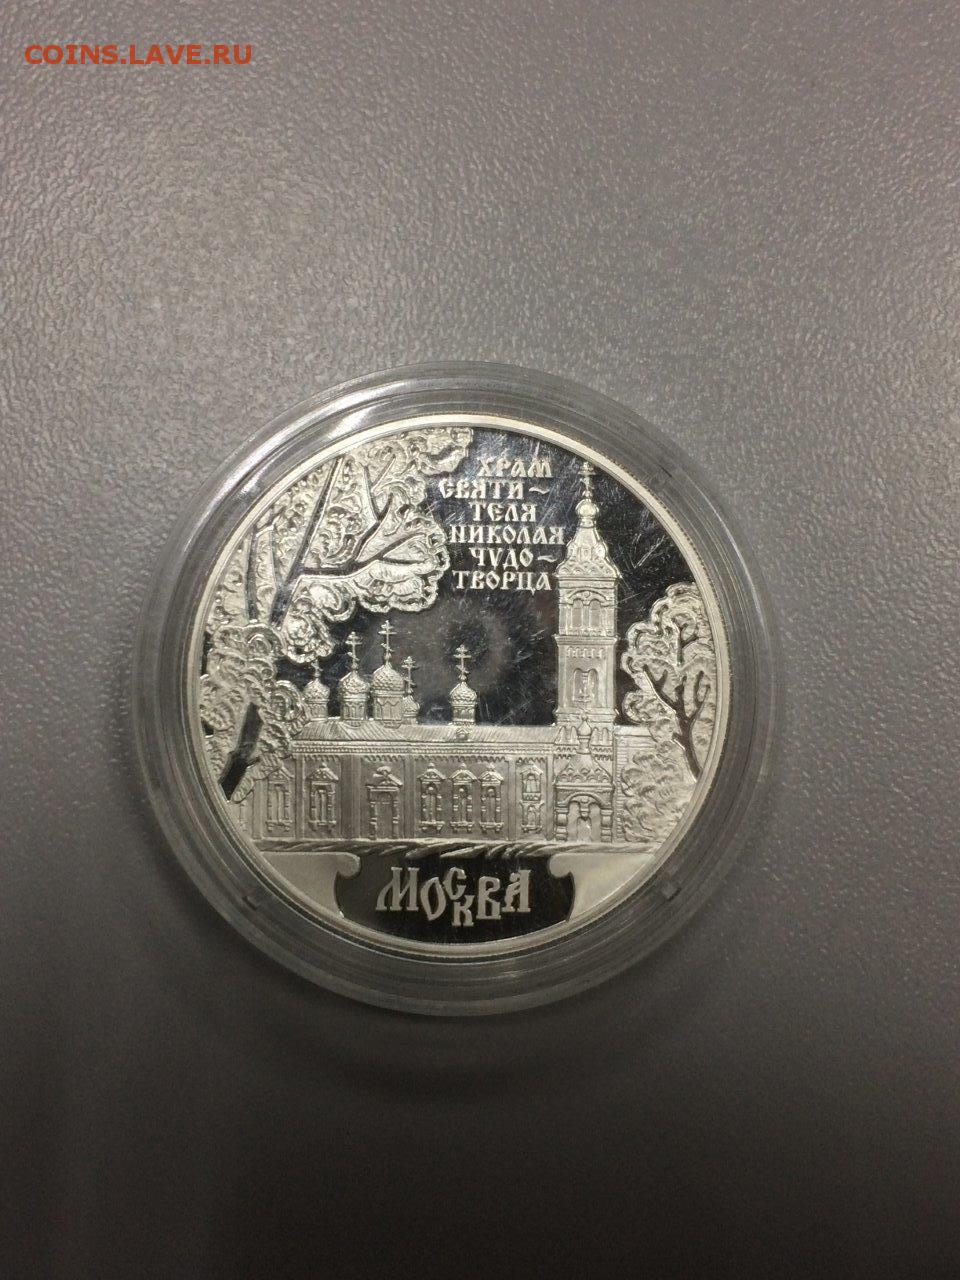 COINS.LAVE.RU
ХРАМ
СВЯТИ~
ТЕЛЯ
НИКОЛАЯ
ЧУДО~
ТВОРЦА
МОСКВА